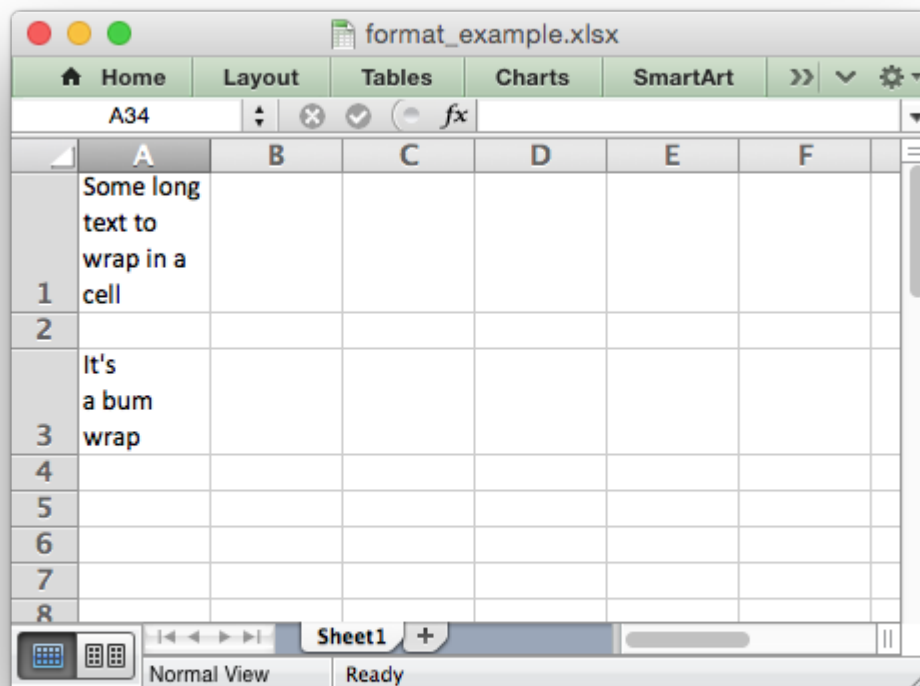 format_example.xlsx
Home Layout Tables Charts SmartArt
A34 fx
A B C D E F
Some long
text to
wrap in a
1 cell
2
It's
a bum
3 wrap
4
5
6
7
8
Sheet1 +
Normal View Ready